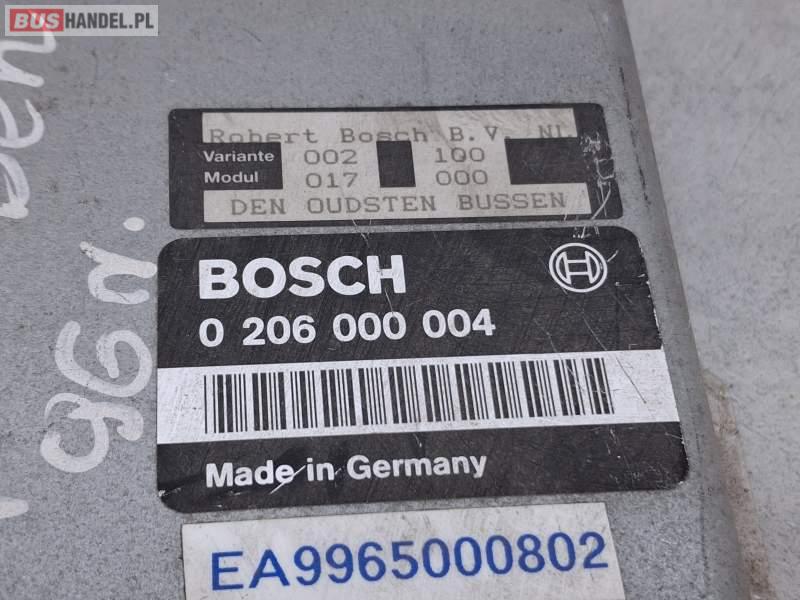 BUSHANDEL.PL
Robert Bosch B.V. NL
Variante 002 100
Modul 017 000
DEN OUDSTEN BUSSEN
BOSCH
0 206 000 004
Made in Germany
EA9965000802
96r.